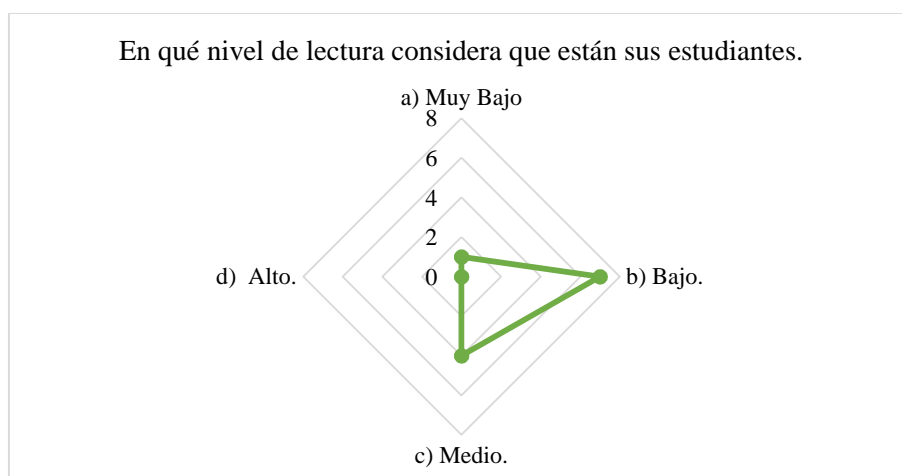 En qué nivel de lectura considera que están sus estudiantes.
a) Muy Bajo
8
6
4
2
0
d) Alto.
b) Bajo.
c) Medio.